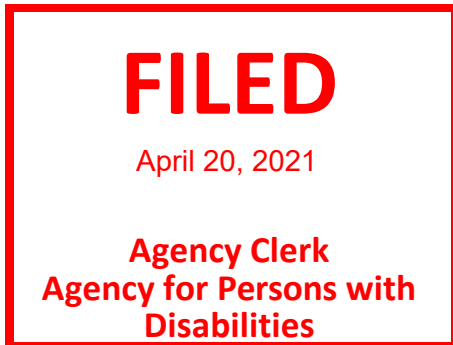 FILED
April 20, 2021
Agency Clerk
Agency for Persons with
Disabilities